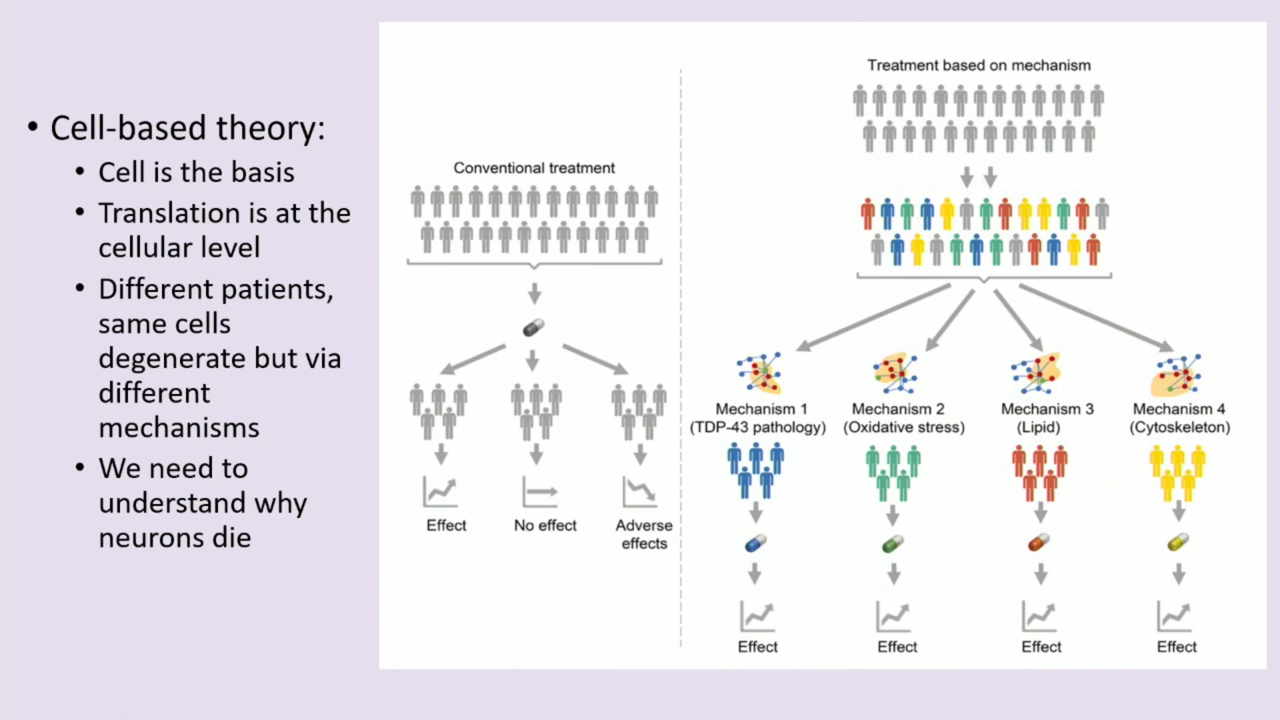 • Cell-based theory:
• Cell is the basis
• Translation is at the
cellular level
• Different patients,
same cells
degenerate but via
different
mechanisms
• We need to
understand why
neurons die
Conventional treatment
Effect
No effect
Adverse
effects
Treatment based on mechanism
Mechanism 1
(TDP-43 pathology)
Mechanism 2
(Oxidative stress)
Mechanism 3
(Lipid)
Mechanism 4
(Cytoskeleton)
Effect
Effect
Effect
Effect